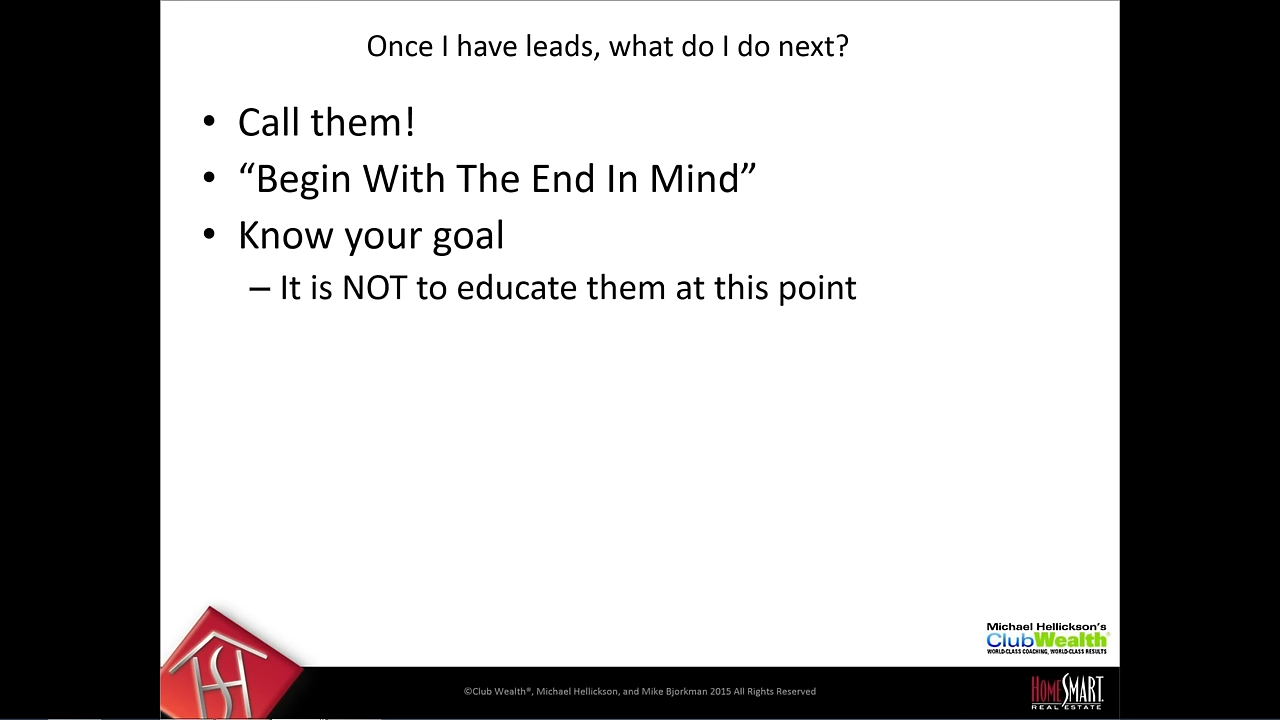 Once I have leads, what do I do next?
• Call them!
• “Begin With The End In Mind”
• Know your goal
– It is NOT to educate them at this point
Michael Hellickson's
ClubWealth®
WORLD-CLASS COACHING, WORLD-CLASS RESULTS
©Club Wealth®, Michael Hellickson, and Mike Bjorkman 2015 All Rights Reserved
HS
HOMESMART
REAL ESTATE